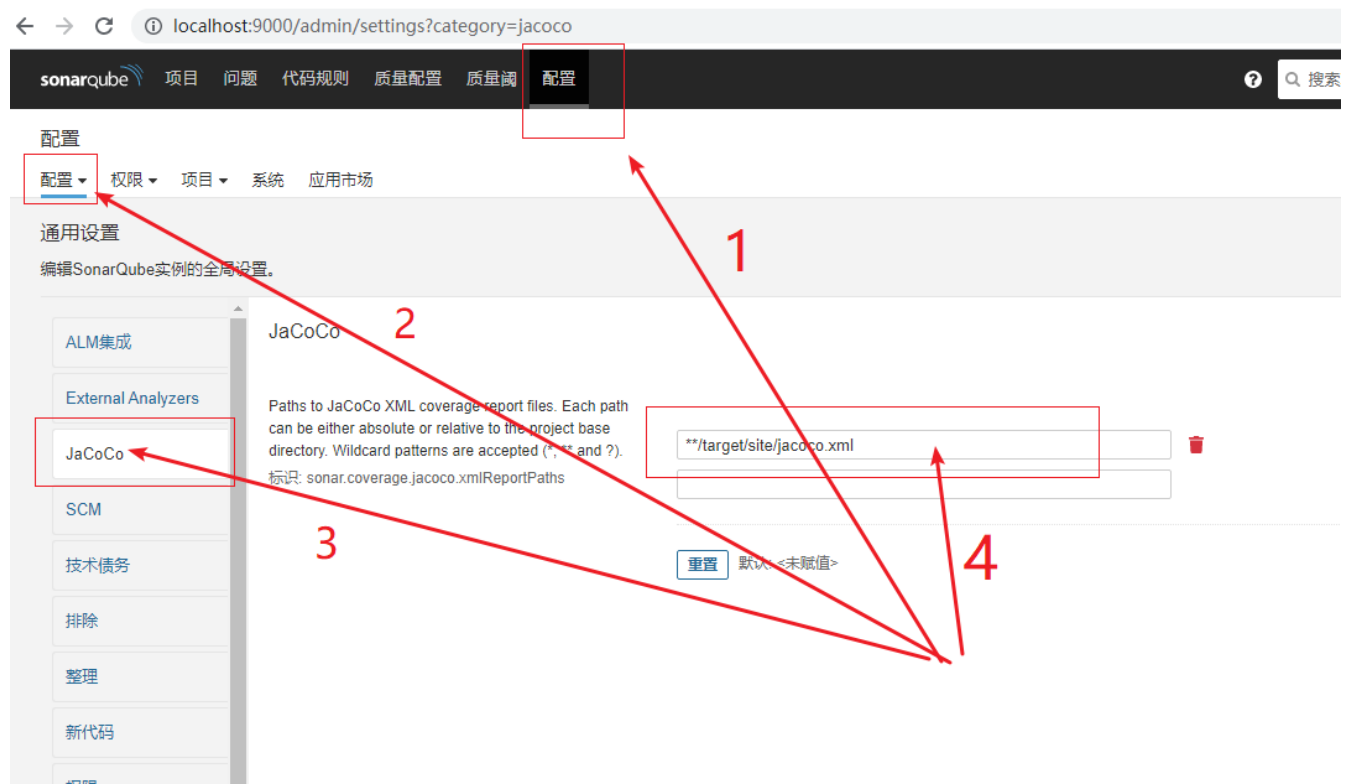 localhost:9000/admin/settings?category=jacoco
sonarqube 项目 问题 代码规则 质量配置 质量阈 配置 ? 搜索
配置
配置 权限 项目 系统 应用市场
通用设置
编辑SonarQube实例的全局设置。
1
2
ALM集成
JaCoCo
External Analyzers
Paths to JaCoCo XML coverage report files. Each path
can be either absolute or relative to the project base
directory. Wildcard patterns are accepted (*, ** and ?).
标识: sonar.coverage.jacoco.xmlReportPaths
**/target/site/jacoco.xml
JaCoCo
SCM
3
4
技术债务
重置 默认: <未赋值>
排除
整理
新代码